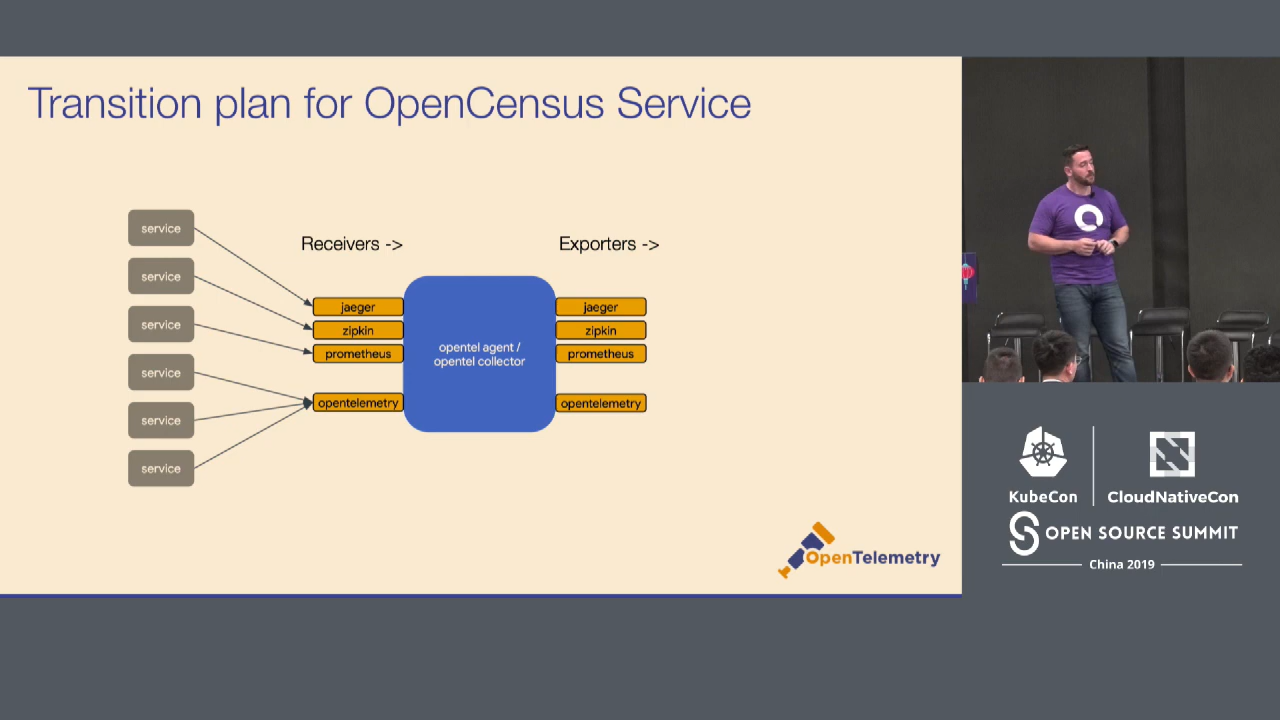 Transition plan for OpenCensus Service
service
service
service
service
service
service
Receivers ->
jaeger
zipkin
prometheus
opentelemetry
opentel agent /
opentel collector
Exporters ->
jaeger
zipkin
prometheus
opentelemetry
OpenTelemetry
KubeCon
CloudNativeCon
OPEN SOURCE SUMMIT
China 2019